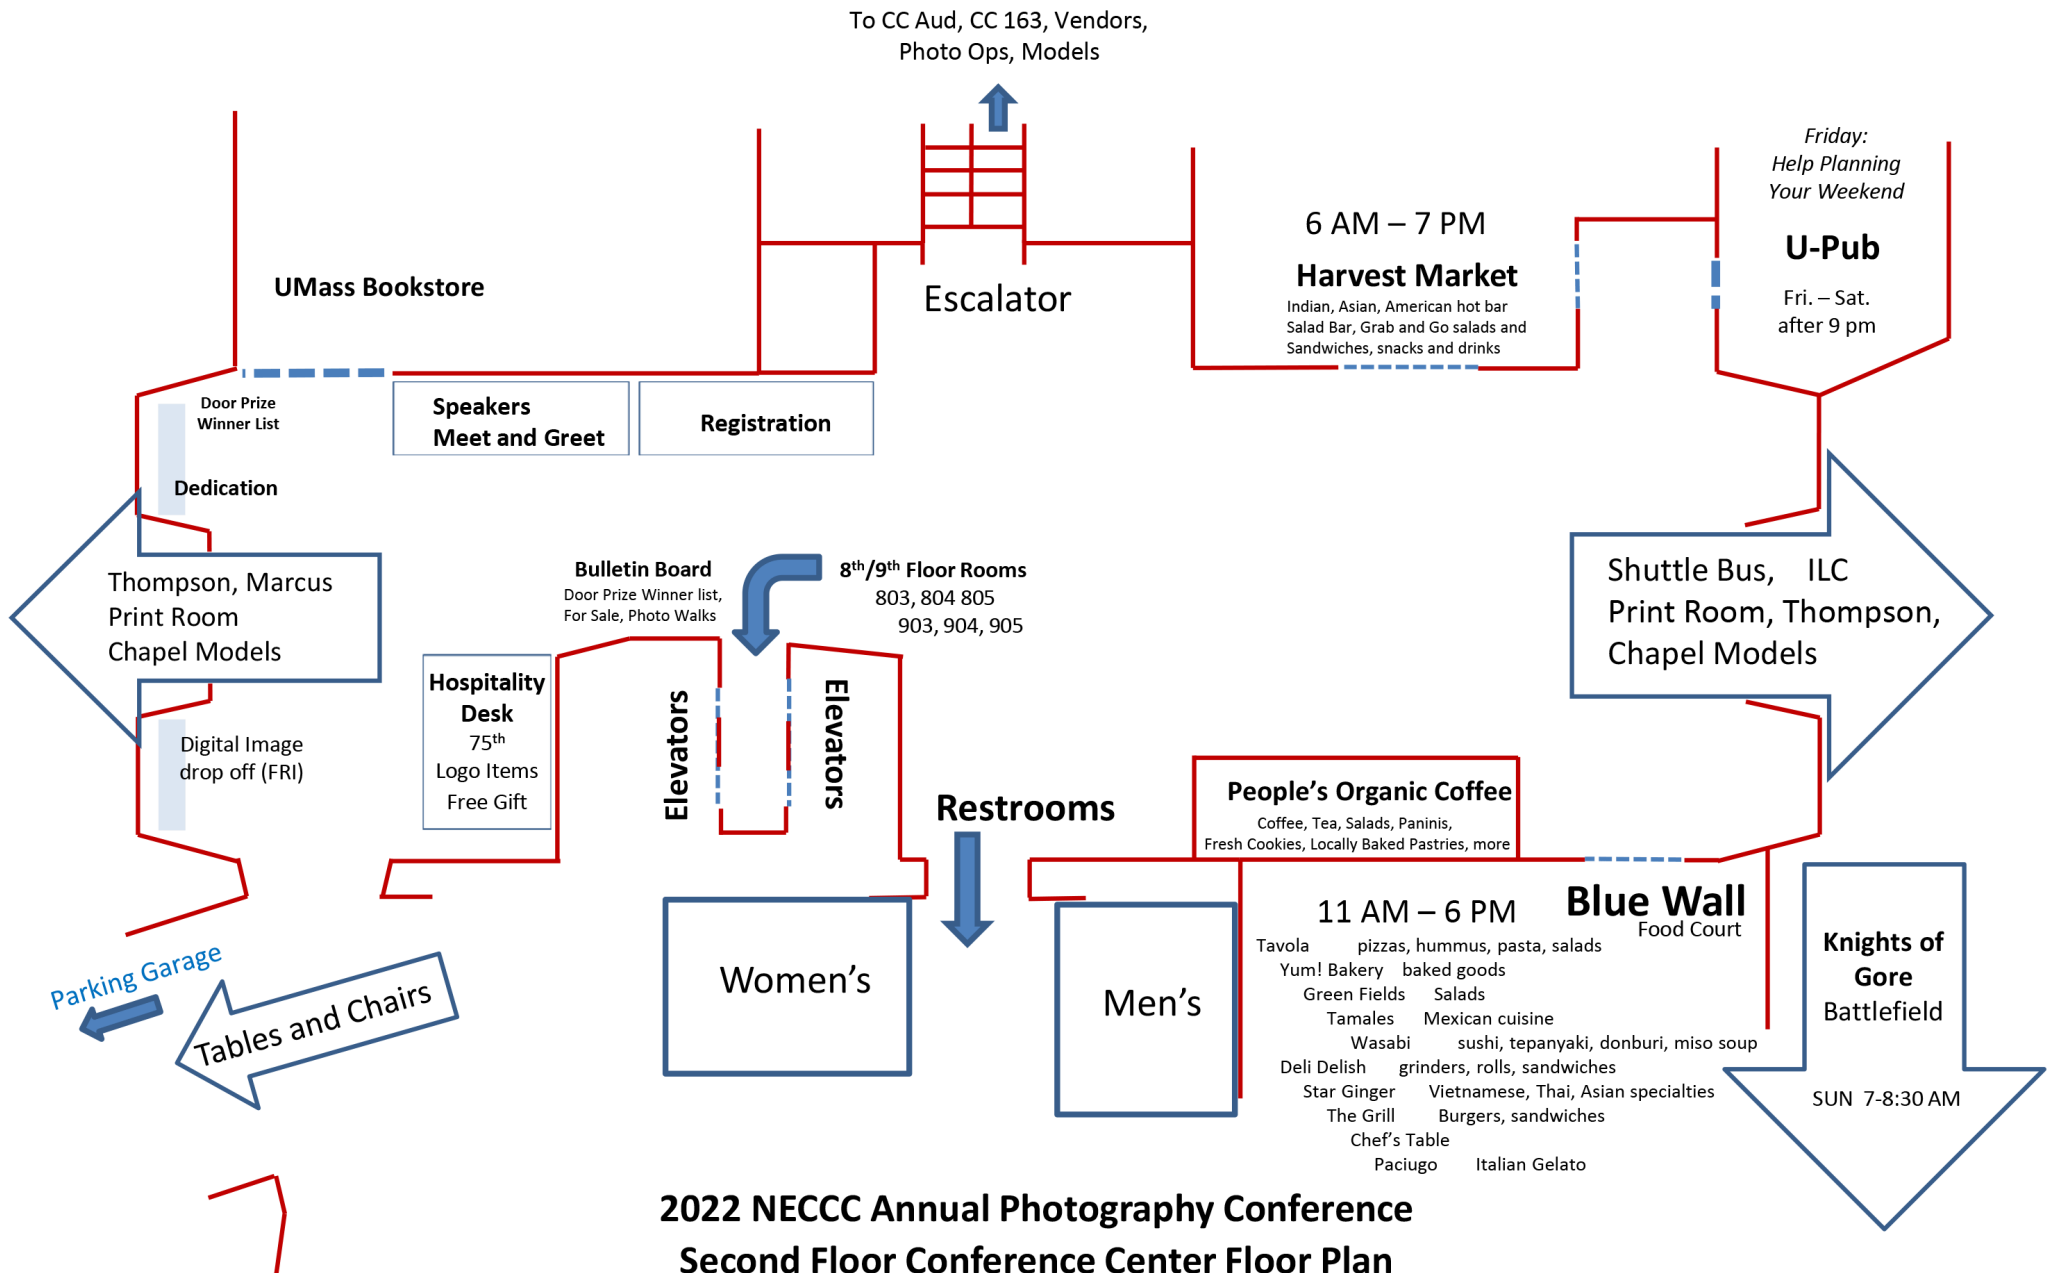 To CC Aud, CC 163, Vendors,
Photo Ops, Models
Friday:
Help Planning
Your Weekend
U-Pub
Fri. – Sat.
after 9 pm
6 AM – 7 PM
Harvest Market
Indian, Asian, American hot bar
Salad Bar, Grab and Go salads and
Sandwiches, snacks and drinks
UMass Bookstore
Escalator
Door Prize
Winner List
Speakers
Meet and Greet
Registration
Dedication
Thompson, Marcus
Print Room
Chapel Models
Bulletin Board
Door Prize Winner list,
For Sale, Photo Walks
8th/9th Floor Rooms
803, 804 805
903, 904, 905
Shuttle Bus, ILC
Print Room, Thompson,
Chapel Models
Hospitality
Desk
75th
Logo Items
Free Gift
Elevators
Elevators
Digital Image
drop off (FRI)
Restrooms
People's Organic Coffee
Coffee, Tea, Salads, Paninis,
Fresh Cookies, Locally Baked Pastries, more
Parking Garage
Tables and Chairs
Women's
Men's
11 AM – 6 PM
Blue Wall
Food Court
Tavola pizzas, hummus, pasta, salads
Yum! Bakery baked goods
Green Fields Salads
Tamales Mexican cuisine
Wasabi sushi, tepanyaki, donburi, miso soup
Deli Delish grinders, rolls, sandwiches
Star Ginger Vietnamese, Thai, Asian specialties
The Grill Burgers, sandwiches
Chef's Table
Paciugo Italian Gelato
Knights of
Gore
Battlefield
SUN 7-8:30 AM
2022 NECCC Annual Photography Conference
Second Floor Conference Center Floor Plan